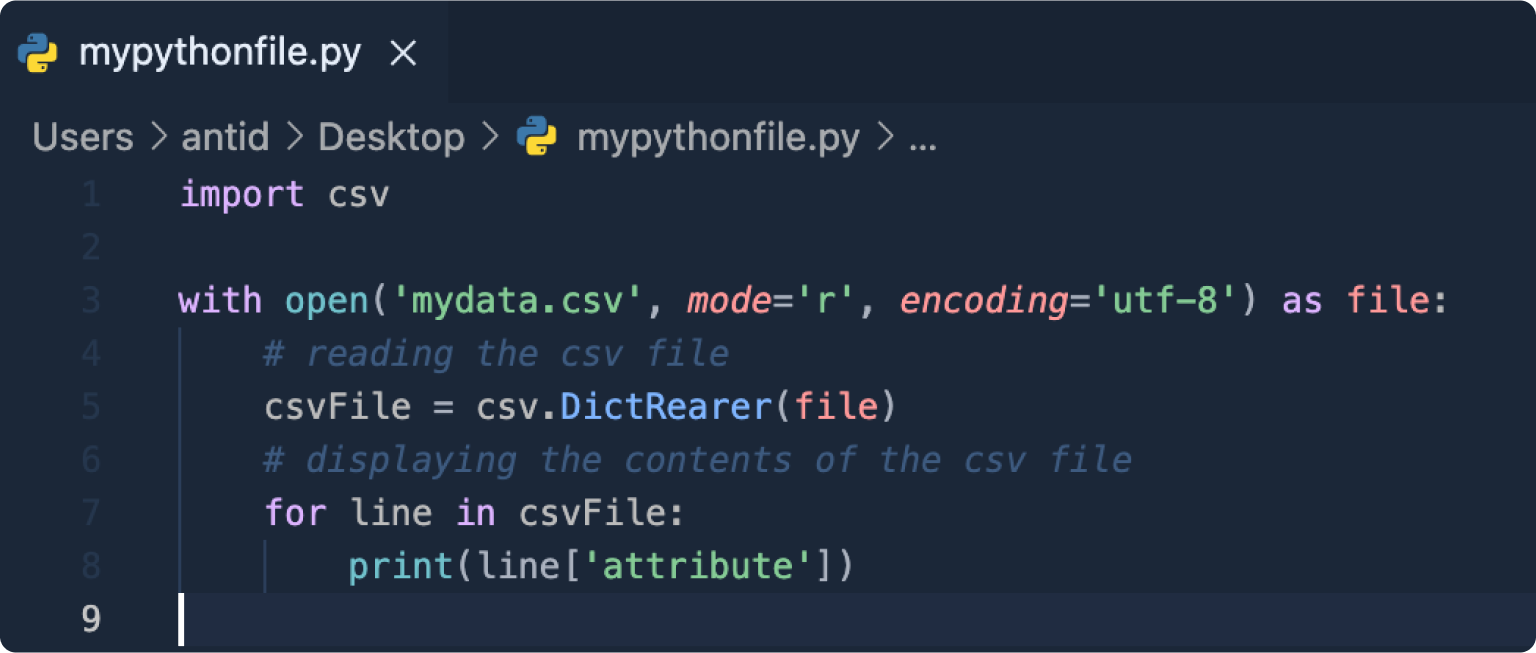 mypythonfile.py ×
Users > antid > Desktop > mypythonfile.py > ...
1 import csv
2
3 with open('mydata.csv', mode='r', encoding='utf-8') as file:
4     # reading the csv file
5     csvFile = csv.DictRearer(file)
6     # displaying the contents of the csv file
7     for line in csvFile:
8         print(line['attribute'])
9